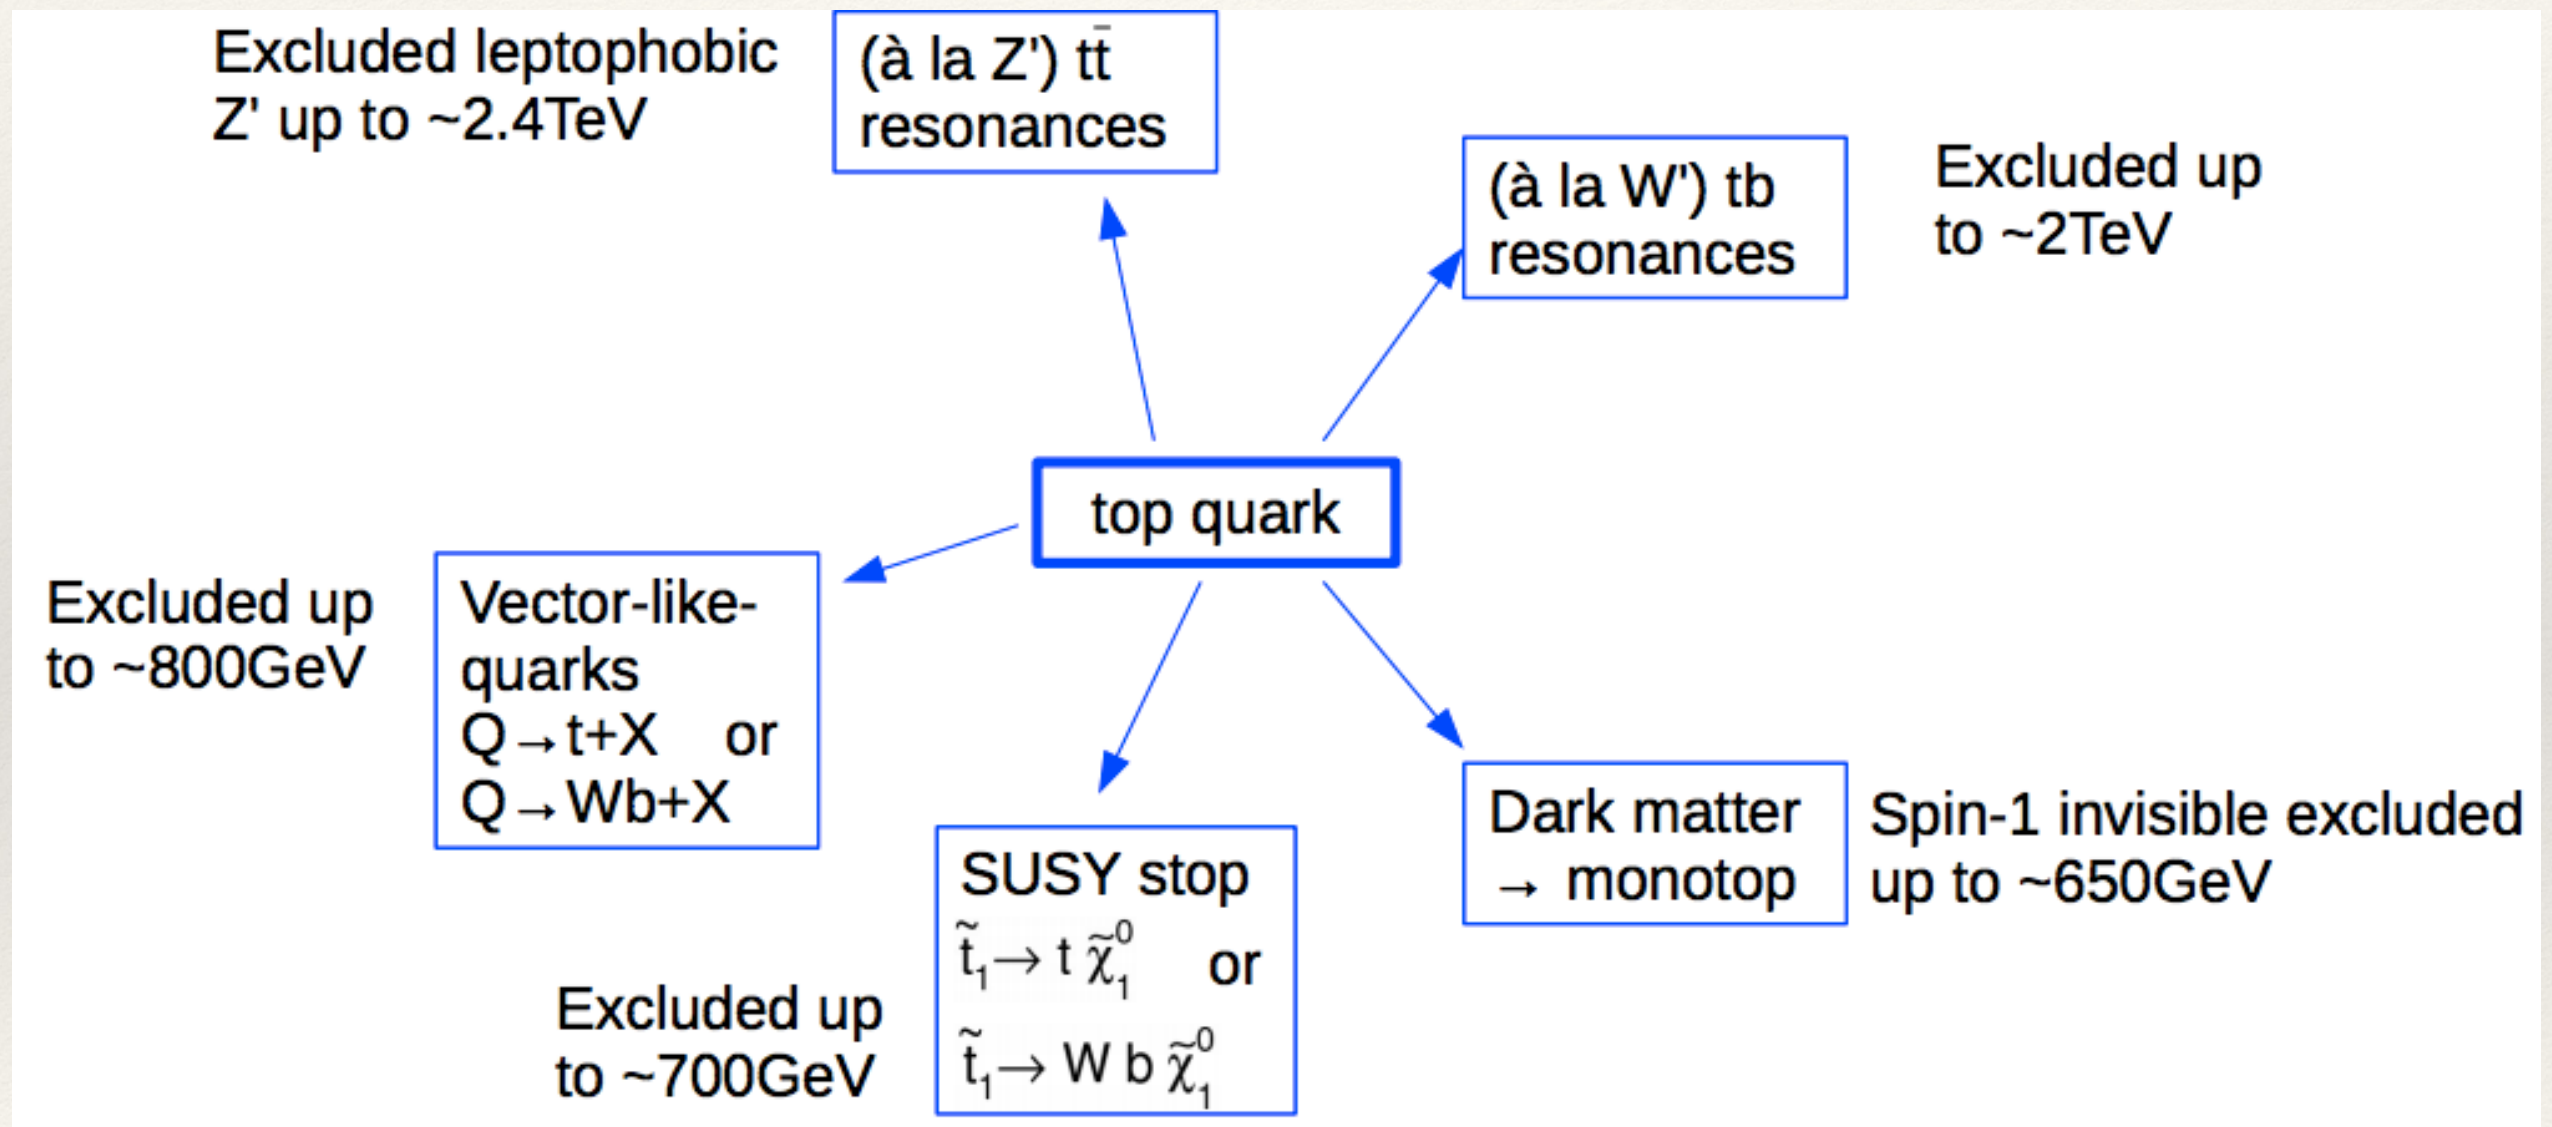 Excluded leptophobic
Z' up to ~2.4TeV
(à la Z') tt̄
resonances
(à la W') tb
resonances
Excluded up
to ~2TeV
top quark
Excluded up
to ~800GeV
Vector-like-
quarks
Q→t+X or
Q→Wb+X
Excluded up
to ~700GeV
SUSY stop
t̃₁→ t χ̃₁⁰ or
t̃₁→ W b χ̃₁⁰
Dark matter
→ monotop
Spin-1 invisible excluded
up to ~650GeV